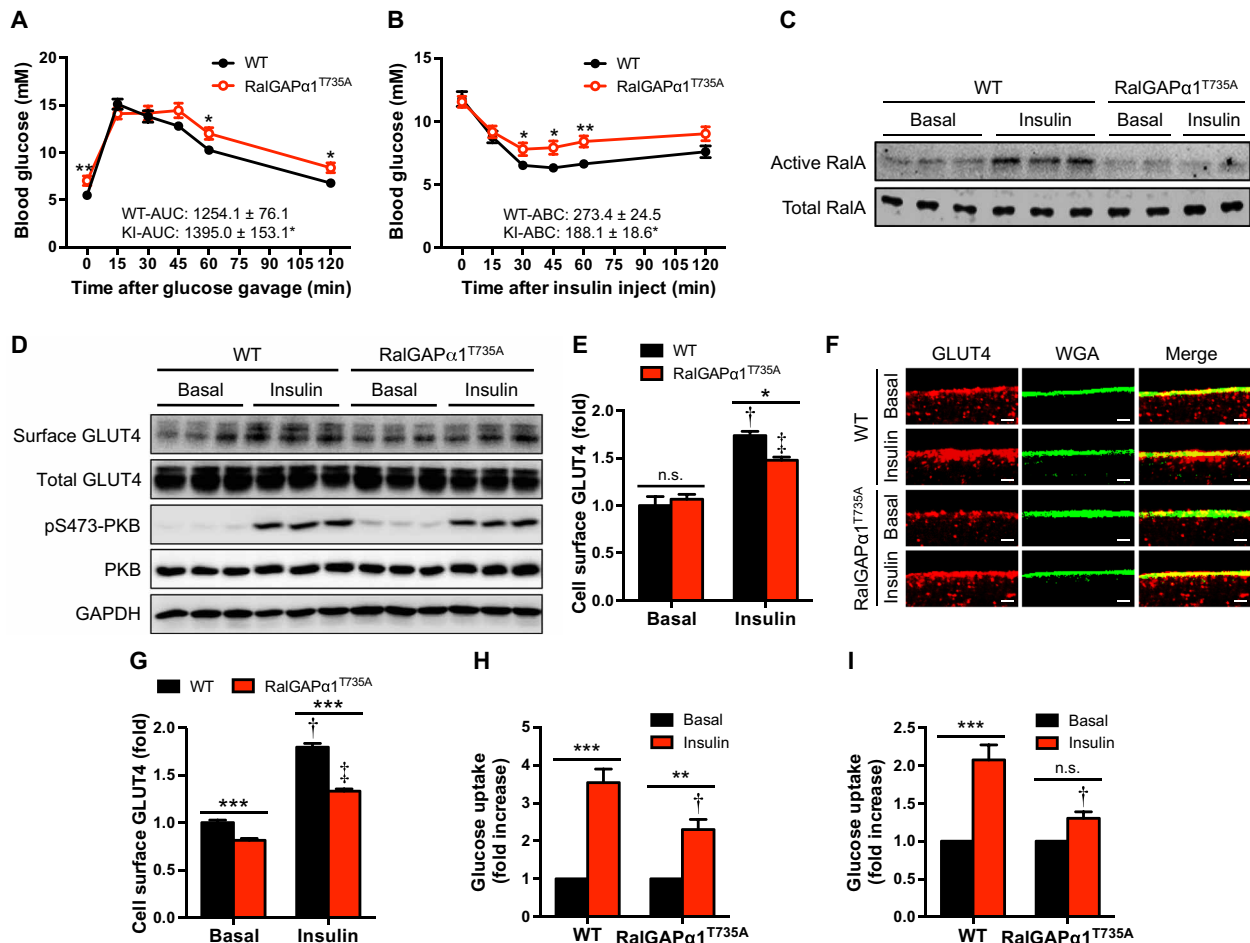 A
Blood glucose (mM)
20
15
10
5
0
WT
RalGAPα1T735A
**
*
*
WT-AUC: 1254.1 ± 76.1
KI-AUC: 1395.0 ± 153.1*
0 15 30 45 60 75 90 105 120
Time after glucose gavage (min)
B
Blood glucose (mM)
15
10
5
0
WT
RalGAPα1T735A
* * **
WT-ABC: 273.4 ± 24.5
KI-ABC: 188.1 ± 18.6*
0 15 30 45 60 75 90 105 120
Time after insulin inject (min)
C
WT RalGAPα1T735A
Basal Insulin Basal Insulin
Active RalA
Total RalA
D
WT RalGAPα1T735A
Basal Insulin Basal Insulin
Surface GLUT4
Total GLUT4
pS473-PKB
PKB
GAPDH
E
WT
RalGAPα1T735A
Cell surface GLUT4 (fold)
2.0
1.5
1.0
0.5
0.0
n.s.
*
†
‡
Basal Insulin
F
GLUT4 WGA Merge
WT
Basal
Insulin
RalGAPα1T735A
Basal
Insulin
G
WT RalGAPα1T735A
Cell surface GLUT4 (fold)
2.0
1.5
1.0
0.5
0.0
***
***
†
‡
Basal Insulin
H
Basal
Insulin
Glucose uptake
(fold increase)
5
4
3
2
1
0
***
**
†
WT RalGAPα1T735A
I
Basal
Insulin
Glucose uptake
(fold increase)
2.5
2.0
1.5
1.0
0.5
0.0
***
n.s.
†
WT RalGAPα1T735A